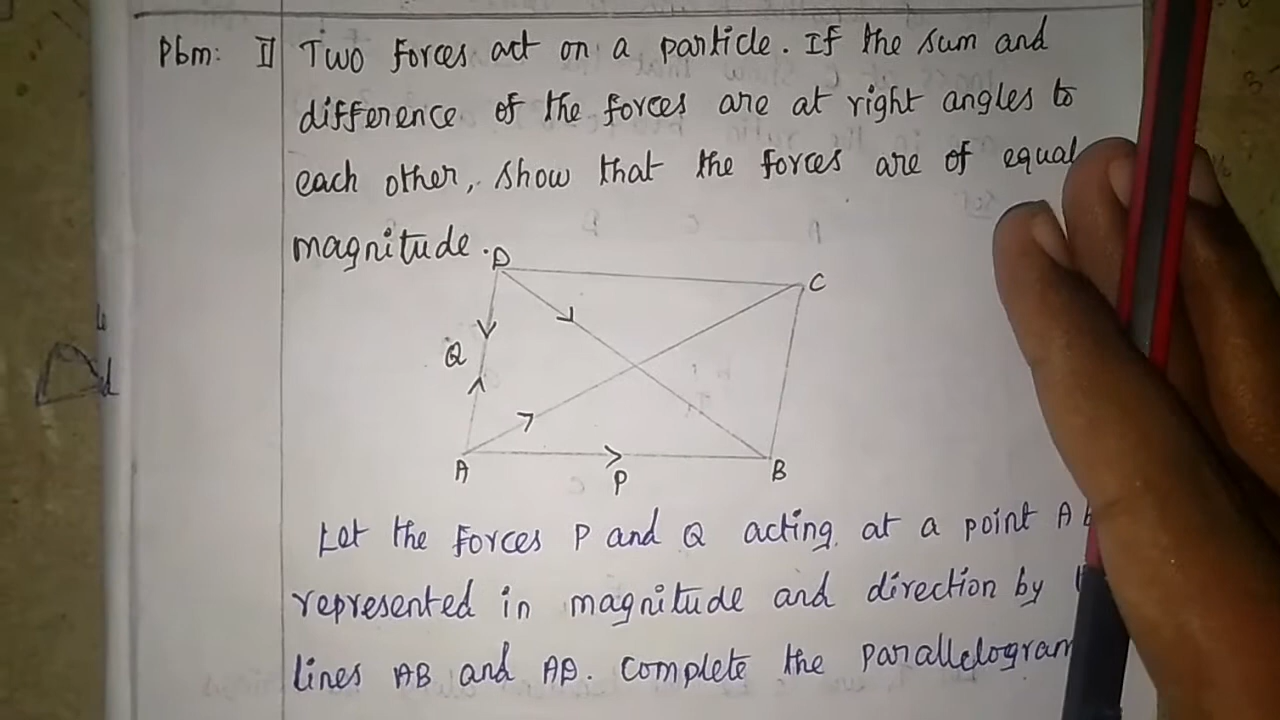 Pbm: II Two forces act on a particle. If the sum and
difference of the forces are at right angles to
each other, show that the forces are of equal
magnitude.
D
C
Q
A
P
B
Let the forces P and Q acting at a point A
represented in magnitude and direction by
lines AB and AD. Complete the parallelogram